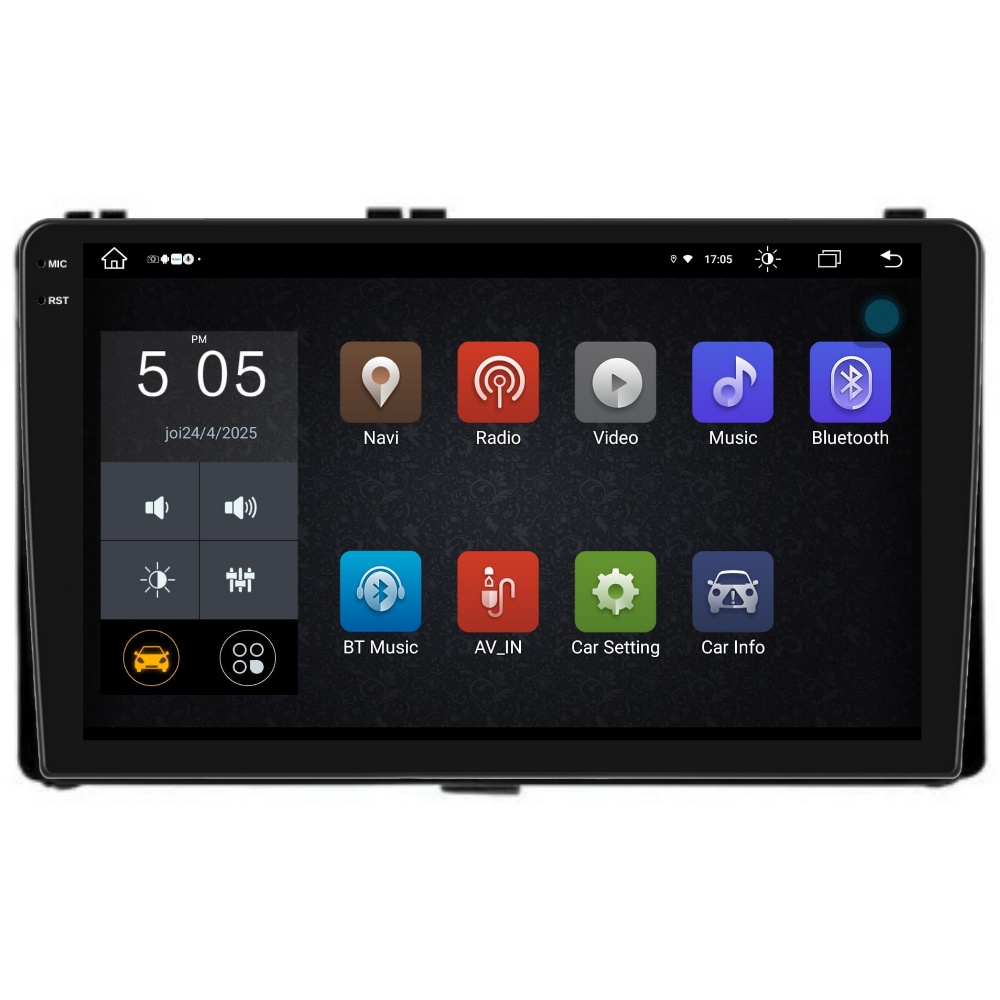 MIC
RST
17:05
PM
5 05
joi24/4/2025
Navi
Radio
Video
Music
Bluetooth
BT Music
AV_IN
Car Setting
Car Info